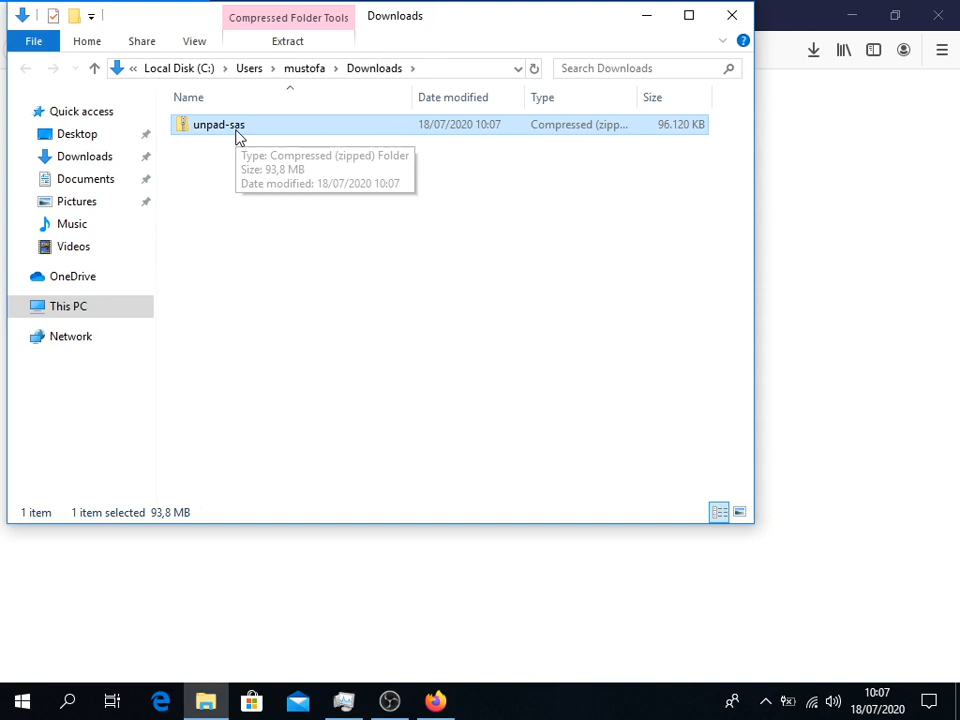 Compressed Folder Tools
Downloads
File
Home
Share
View
Extract
« Local Disk (C:) > Users > mustofa > Downloads >
Search Downloads
Name
Date modified
Type
Size
Quick access
Desktop
Downloads
Documents
Pictures
Music
Videos
OneDrive
This PC
Network
unpad-sas
18/07/2020 10:07
Compressed (zipp...
96.120 KB
Type: Compressed (zipped) Folder
Size: 93,8 MB
Date modified: 18/07/2020 10:07
1 item
1 item selected 93,8 MB
10:07
18/07/2020